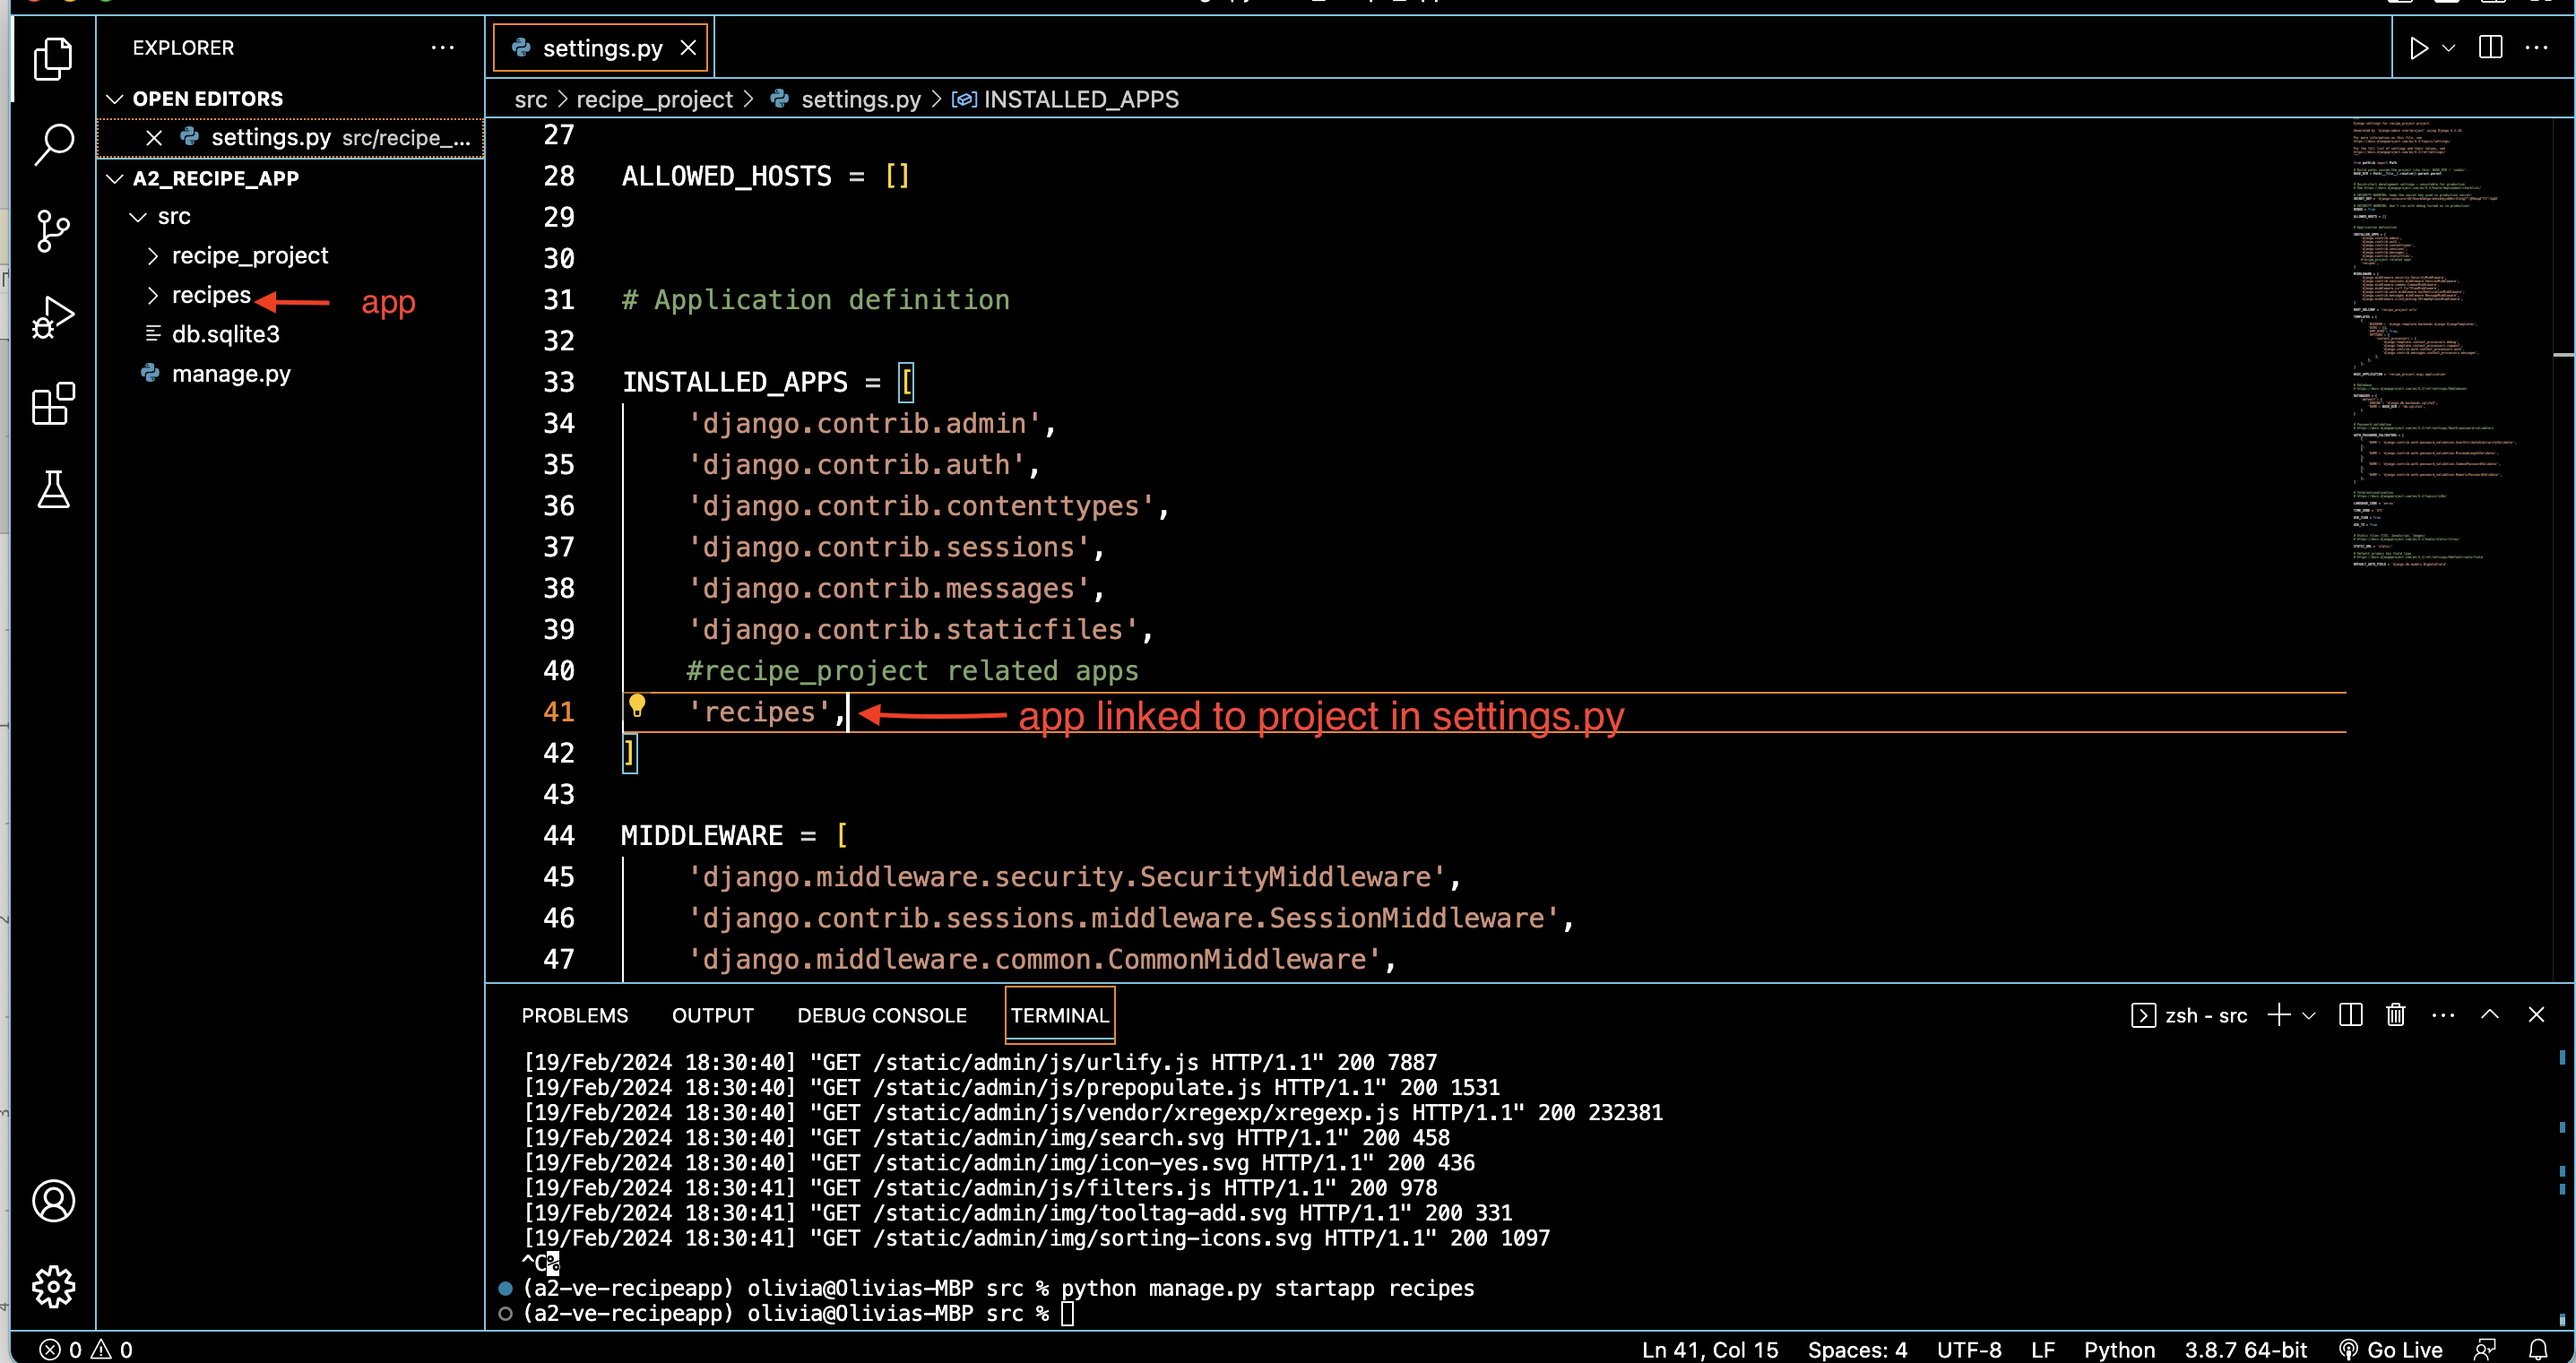 EXPLORER
OPEN EDITORS
settings.py src/recipe_...
A2_RECIPE_APP
src
recipe_project
recipes
app
db.sqlite3
manage.py
settings.py
src > recipe_project > settings.py > INSTALLED_APPS
27
28 ALLOWED_HOSTS = []
29
30
31 # Application definition
32
33 INSTALLED_APPS = [
34 'django.contrib.admin',
35 'django.contrib.auth',
36 'django.contrib.contenttypes',
37 'django.contrib.sessions',
38 'django.contrib.messages',
39 'django.contrib.staticfiles',
40 #recipe_project related apps
41 'recipes', app linked to project in settings.py
42 ]
43
44 MIDDLEWARE = [
45 'django.middleware.security.SecurityMiddleware',
46 'django.contrib.sessions.middleware.SessionMiddleware',
47 'django.middleware.common.CommonMiddleware',
PROBLEMS OUTPUT DEBUG CONSOLE TERMINAL zsh - src
[19/Feb/2024 18:30:40] "GET /static/admin/js/urlify.js HTTP/1.1" 200 7887
[19/Feb/2024 18:30:40] "GET /static/admin/js/prepopulate.js HTTP/1.1" 200 1531
[19/Feb/2024 18:30:40] "GET /static/admin/js/vendor/xregexp/xregexp.js HTTP/1.1" 200 232381
[19/Feb/2024 18:30:40] "GET /static/admin/img/search.svg HTTP/1.1" 200 458
[19/Feb/2024 18:30:40] "GET /static/admin/img/icon-yes.svg HTTP/1.1" 200 436
[19/Feb/2024 18:30:41] "GET /static/admin/js/filters.js HTTP/1.1" 200 978
[19/Feb/2024 18:30:41] "GET /static/admin/img/tooltag-add.svg HTTP/1.1" 200 331
[19/Feb/2024 18:30:41] "GET /static/admin/img/sorting-icons.svg HTTP/1.1" 200 1097
^C%
(a2-ve-recipeapp) olivia@Olivias-MBP src % python manage.py startapp recipes
(a2-ve-recipeapp) olivia@Olivias-MBP src %
0 0 Ln 41, Col 15 Spaces: 4 UTF-8 LF Python 3.8.7 64-bit Go Live